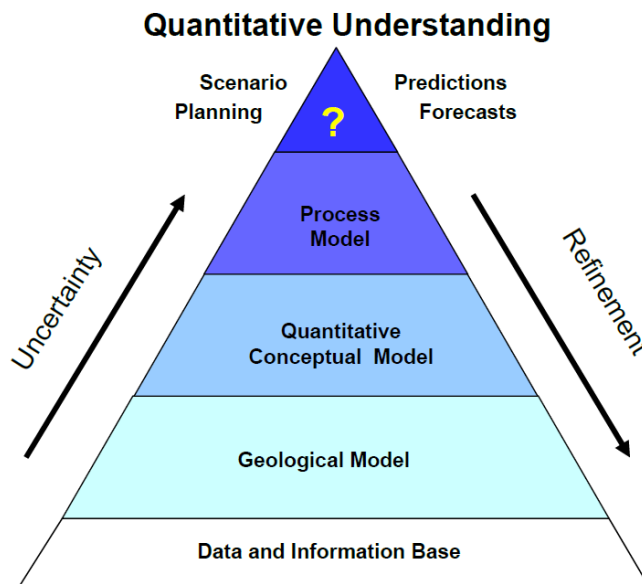 Quantitative Understanding
Scenario
Planning
Predictions
Forecasts
?
Process
Model
Uncertainty
Refinement
Quantitative
Conceptual Model
Geological Model
Data and Information Base